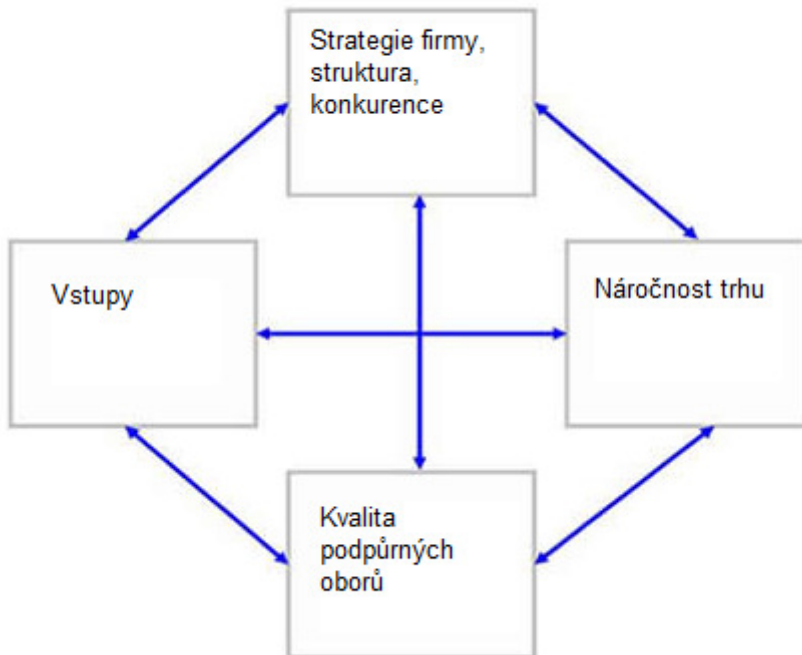 Strategie firmy,
struktura,
konkurence
Vstupy
Náročnost trhu
Kvalita
podpůrných
oborů